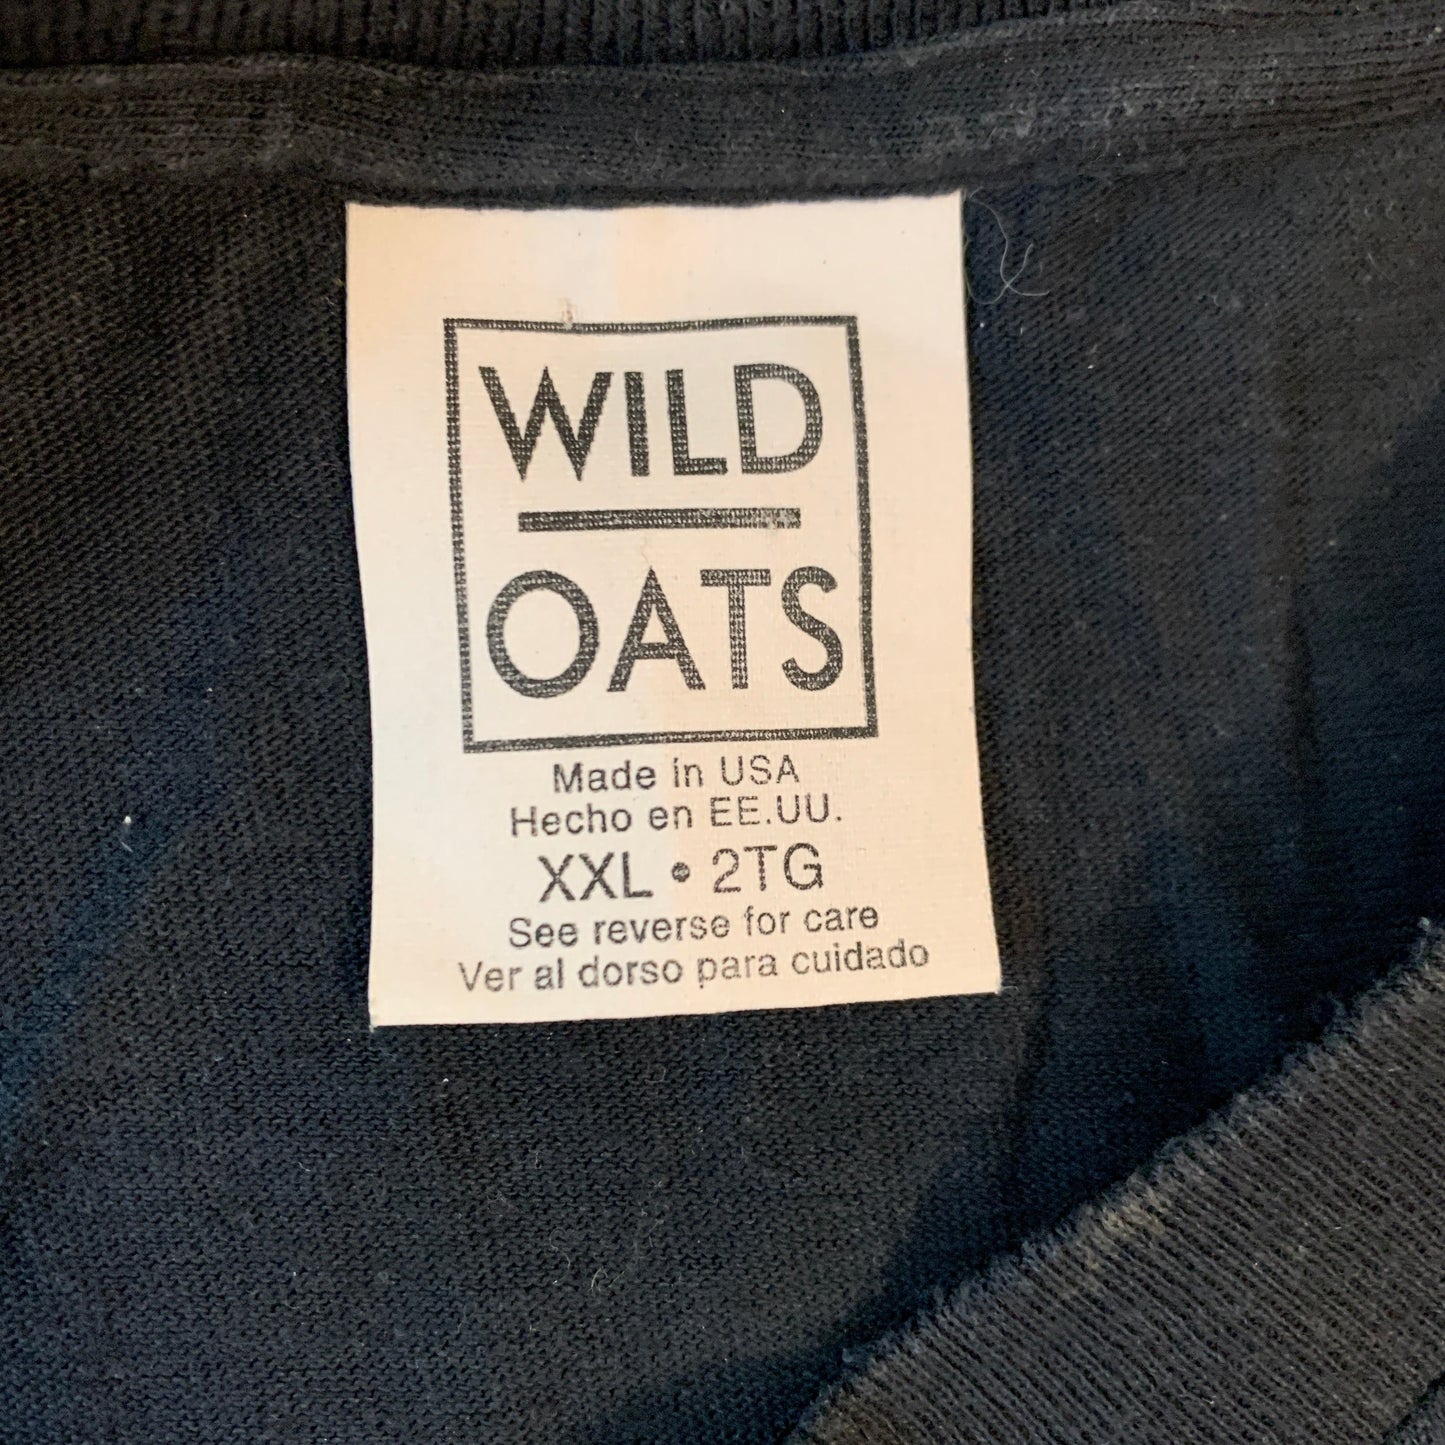 WILD
OATS
Made in USA
Hecho en EE.UU.
XXL • 2TG
See reverse for care
Ver al dorso para cuidado